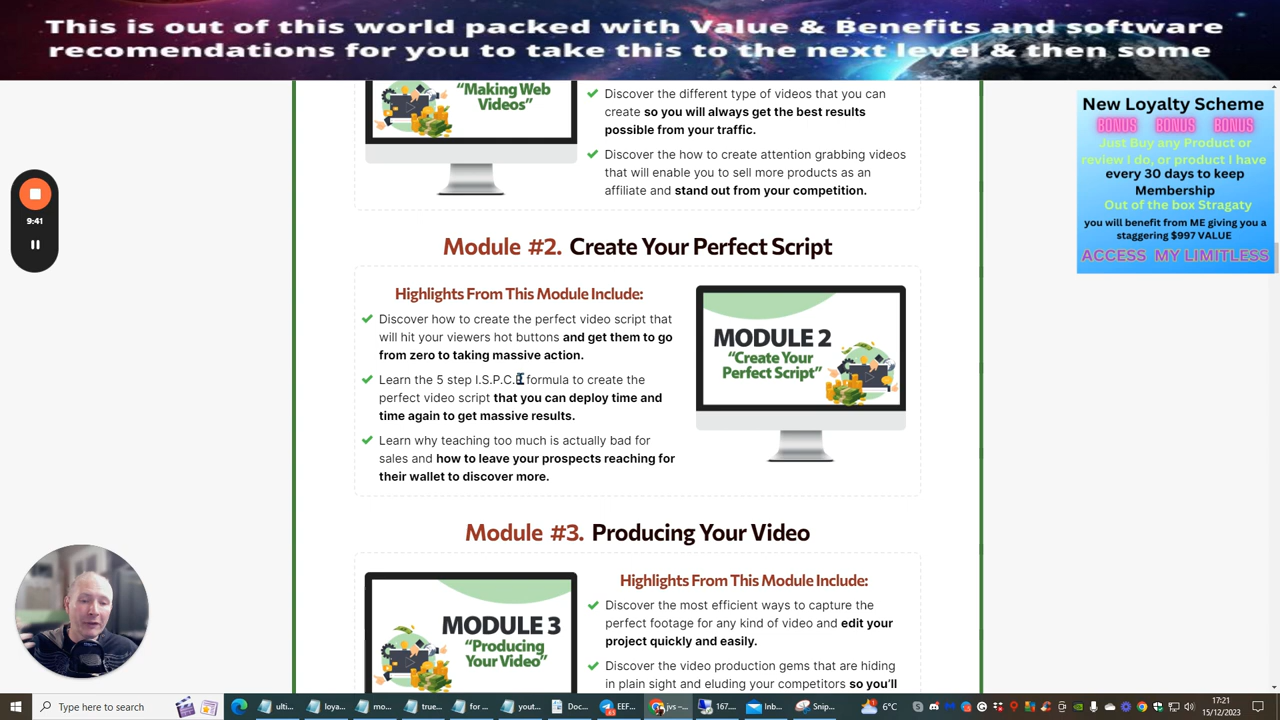 This is out of this world packed with Value & Benefits and software
recomendations for you to take this to the next level & then some
"Making Web
Videos"
Discover the different type of videos that you can
create so you will always get the best results
possible from your traffic.
Discover the how to create attention grabbing videos
that will enable you to sell more products as an
affiliate and stand out from your competition.
New Loyalty Scheme
BONUS BONUS BONUS
Just Buy any Product or
review I do, or product I have
every 30 days to keep
Membership
Out of the box Stragaty
you will benefit from ME giving you a
staggering $997 VALUE
ACCESS MY LIMITLESS
9:41
Module #2. Create Your Perfect Script
Highlights From This Module Include:
Discover how to create the perfect video script that
will hit your viewers hot buttons and get them to go
from zero to taking massive action.
Learn the 5 step I.S.P.C. formula to create the
perfect video script that you can deploy time and
time again to get massive results.
Learn why teaching too much is actually bad for
sales and how to leave your prospects reaching for
their wallet to discover more.
MODULE 2
"Create Your
Perfect Script"
Module #3. Producing Your Video
MODULE 3
"Producing
Your Video"
Highlights From This Module Include:
Discover the most efficient ways to capture the
perfect footage for any kind of video and edit your
project quickly and easily.
Discover the video production gems that are hiding
in plain sight and eluding your competitors so you'll
Type here to search
ulti...
loya...
mo...
true...
for ...
yout...
Doc...
EEF...
jvs –...
167....
Inb...
Snip...
6°C
17:21
15/12/2023